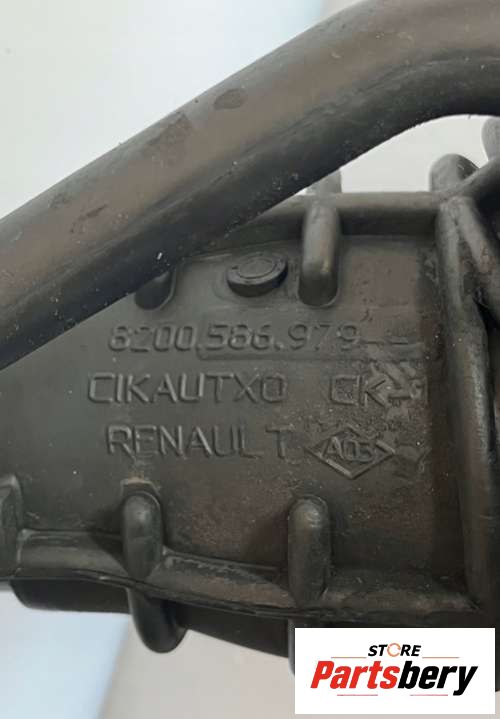 8200.586.979
CIKAUTXO CK
RENAULT A03
STORE
Partsbery